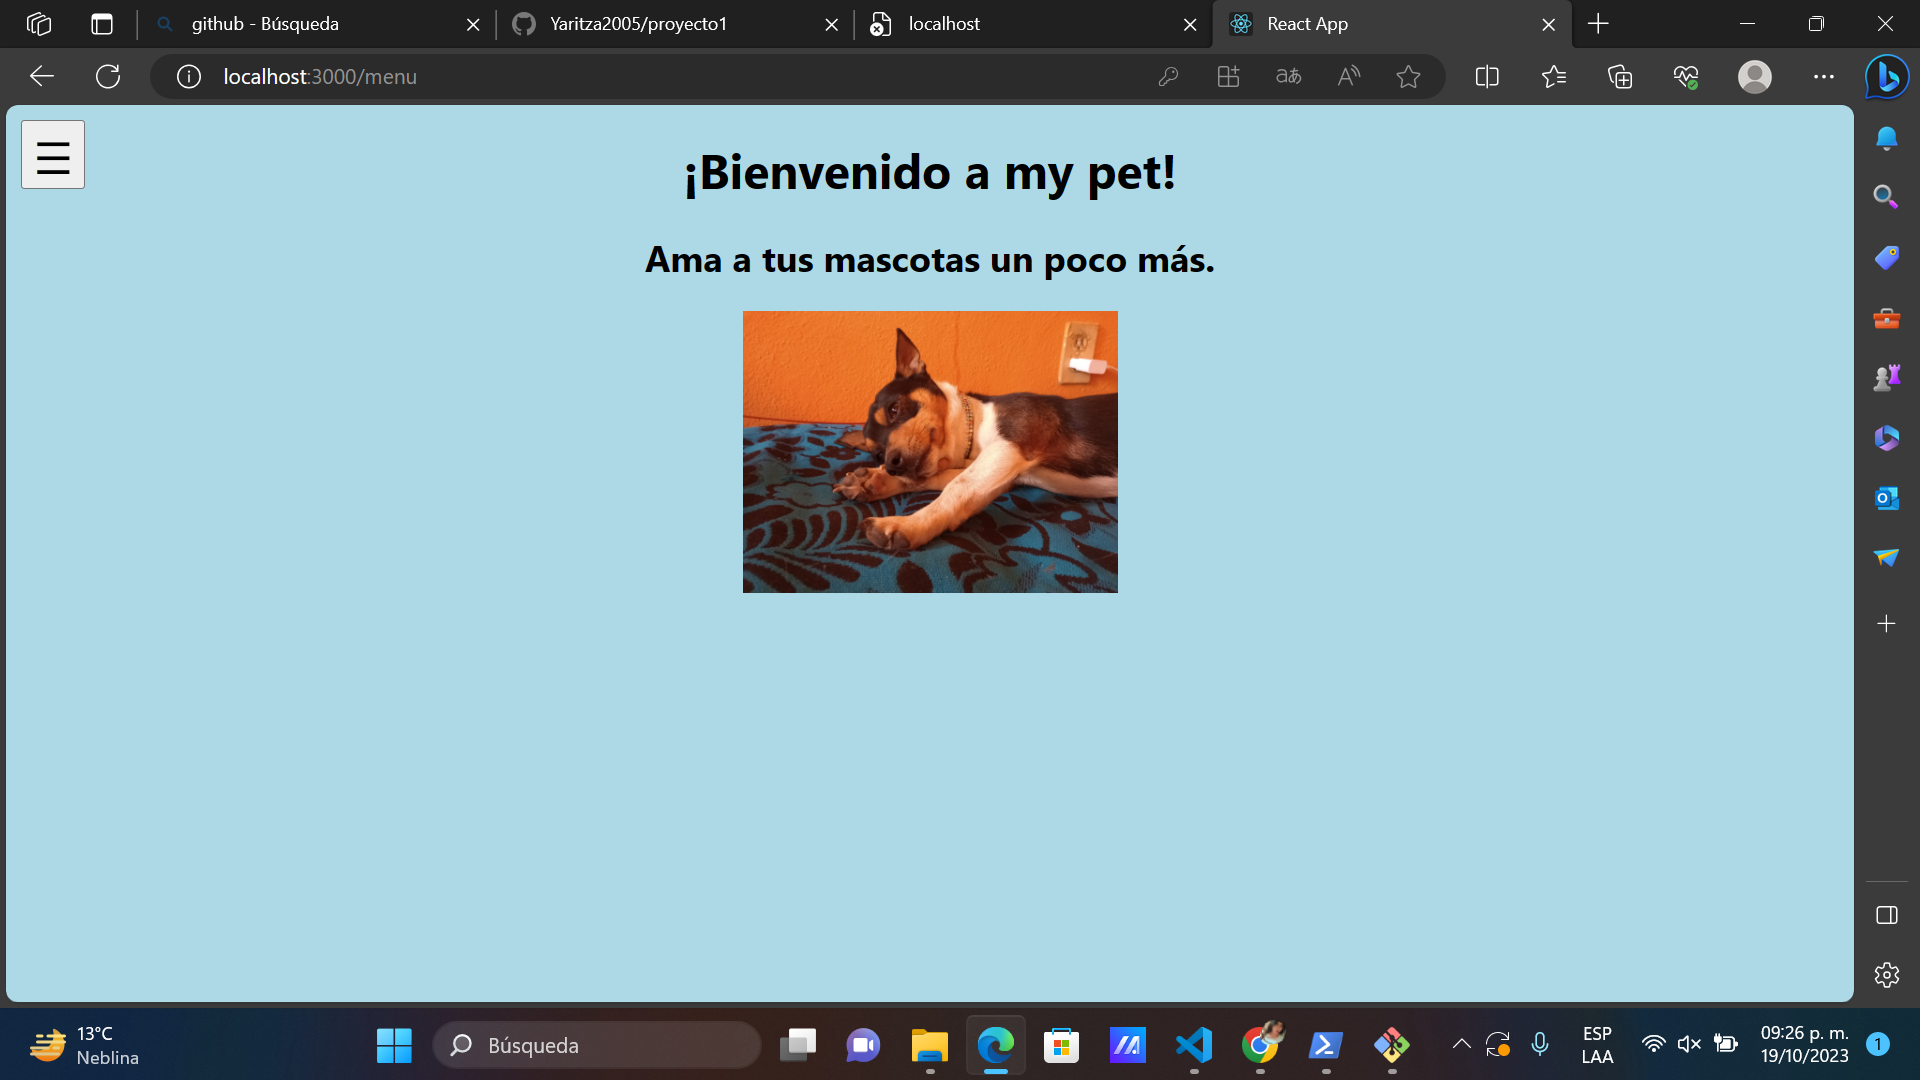 github - Búsqueda
Yaritza2005/proyecto1
localhost
React App
localhost:3000/menu
¡Bienvenido a my pet!
Ama a tus mascotas un poco más.
13°C
Neblina
Búsqueda
ESP
LAA
09:26 p. m.
19/10/2023
1